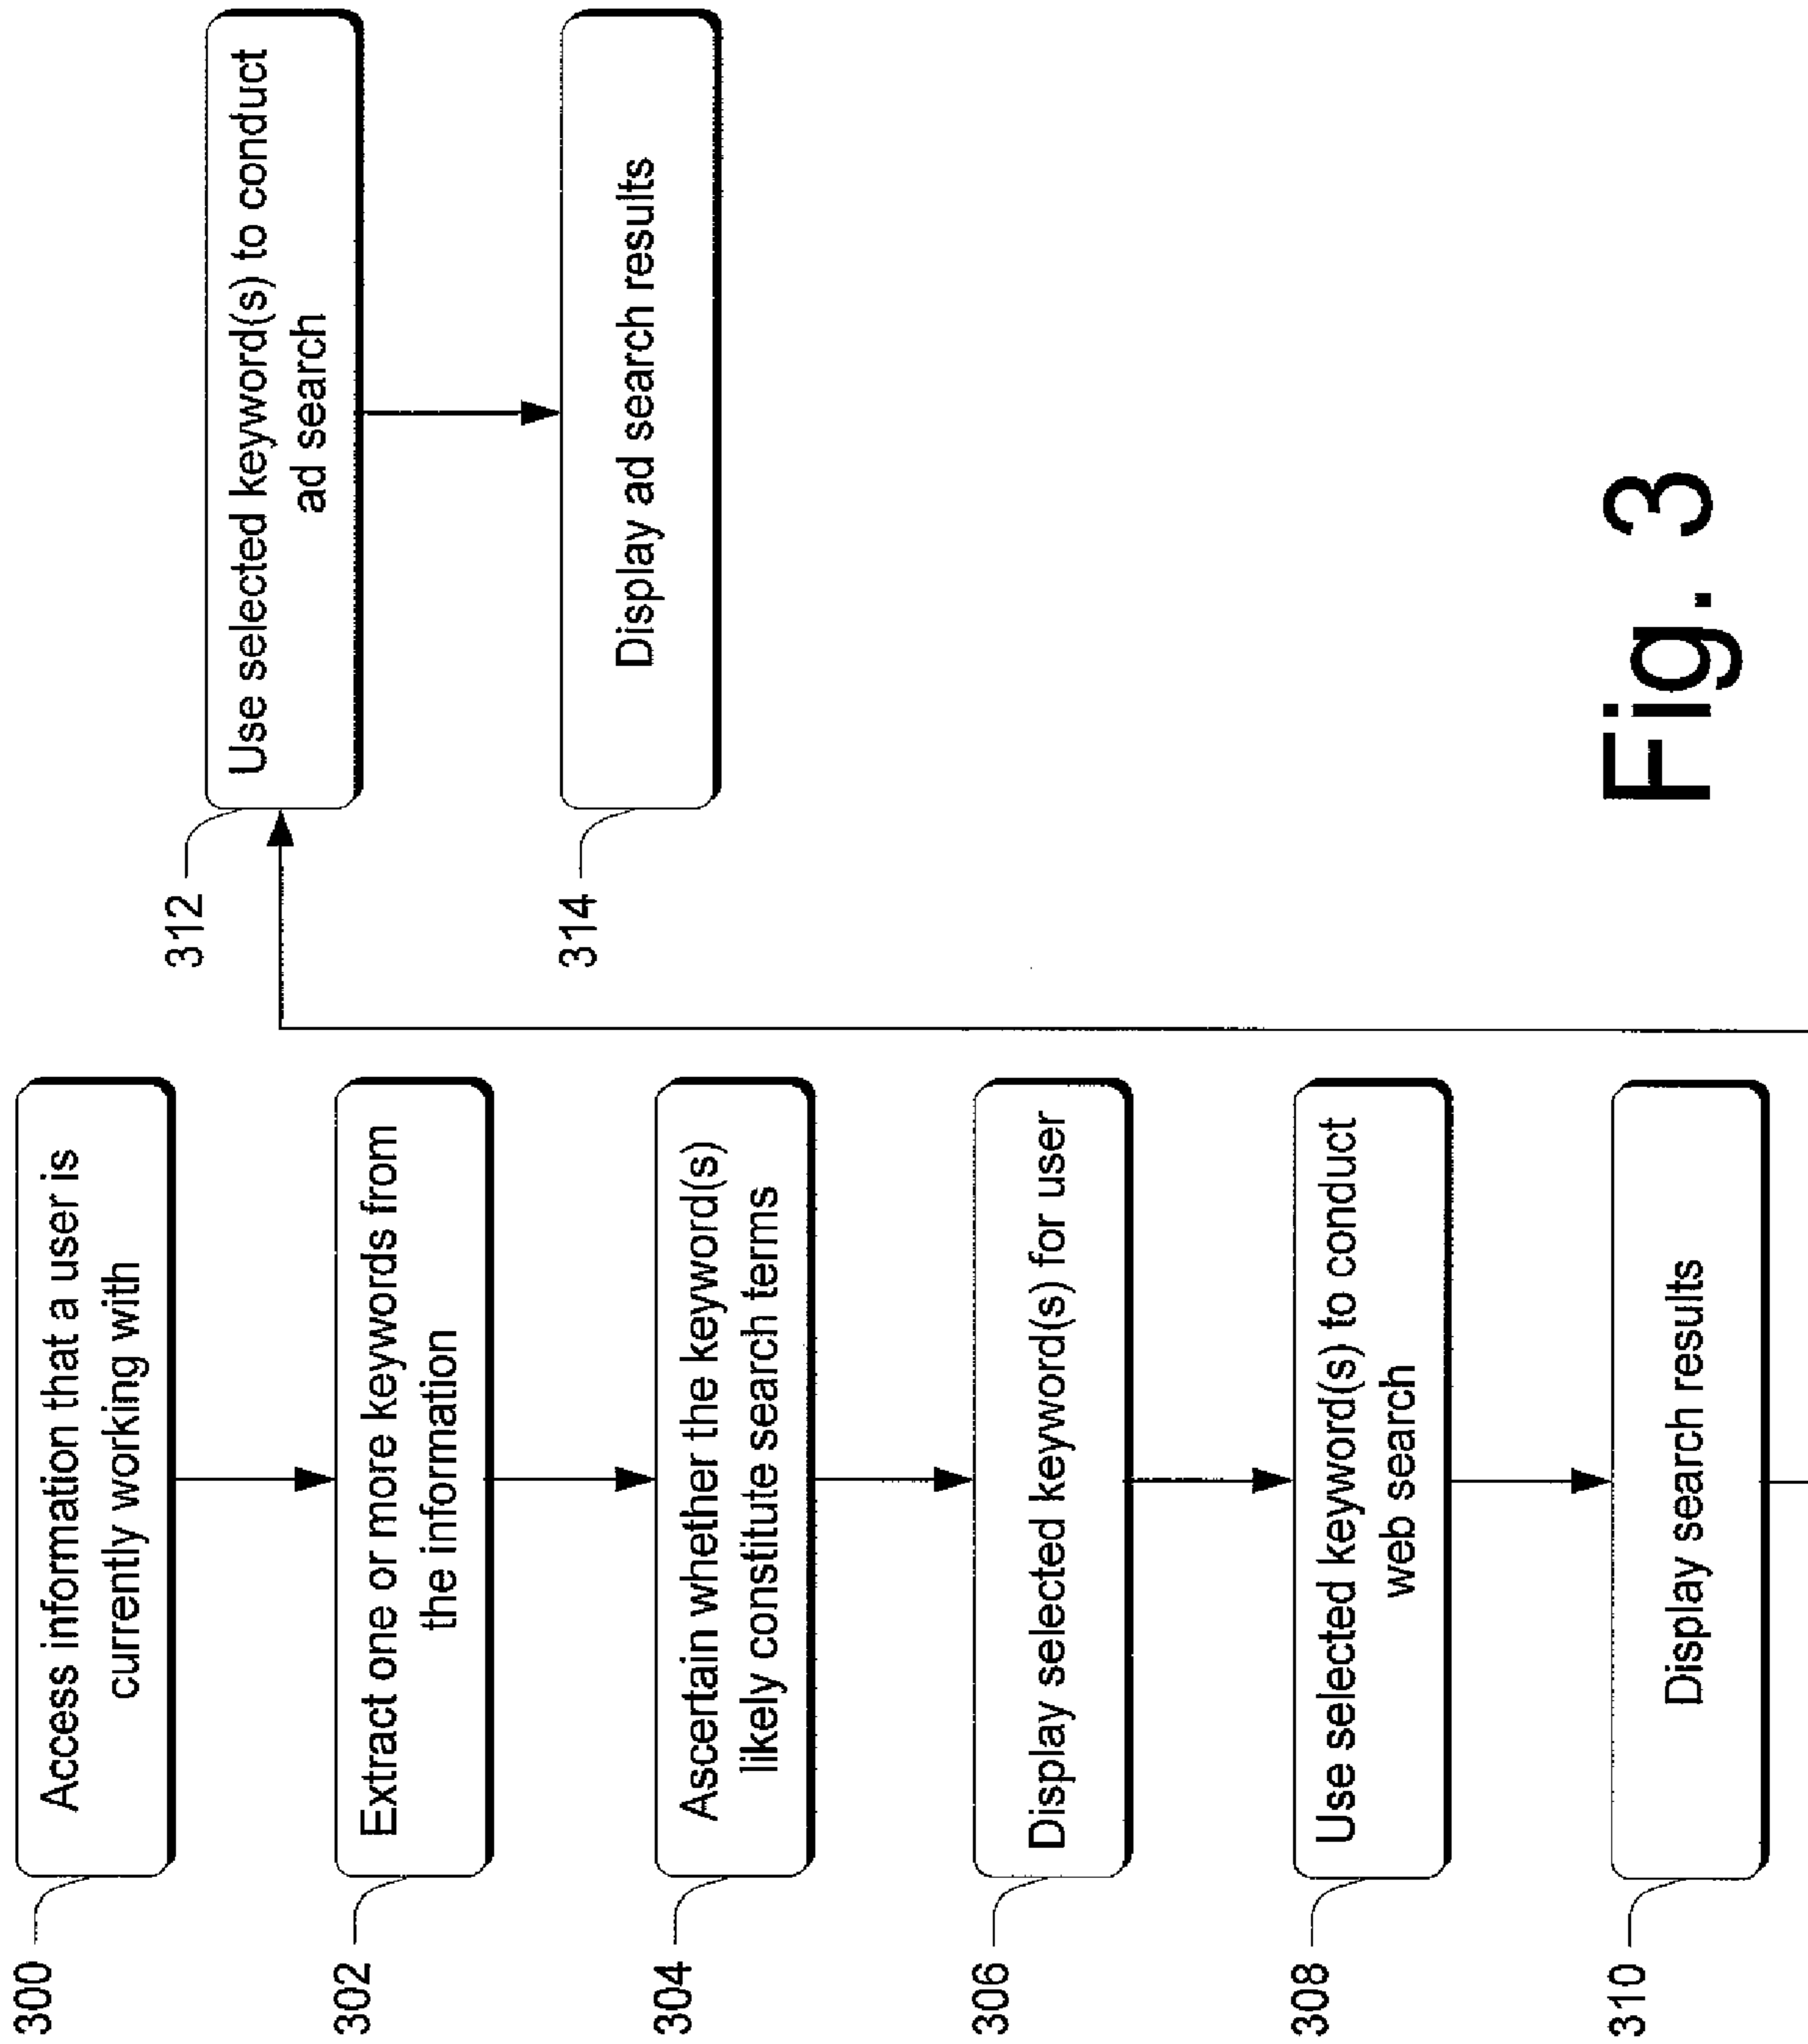 300
Access information that a user is
currently working with
302
Extract one or more keywords from
the information
304
Ascertain whether the keyword(s)
likely constitute search terms
306
Display selected keyword(s) for user
308
Use selected keyword(s) to conduct
web search
310
Display search results
312
Use selected keyword(s) to conduct
ad search
314
Display ad search results
Fig. 3